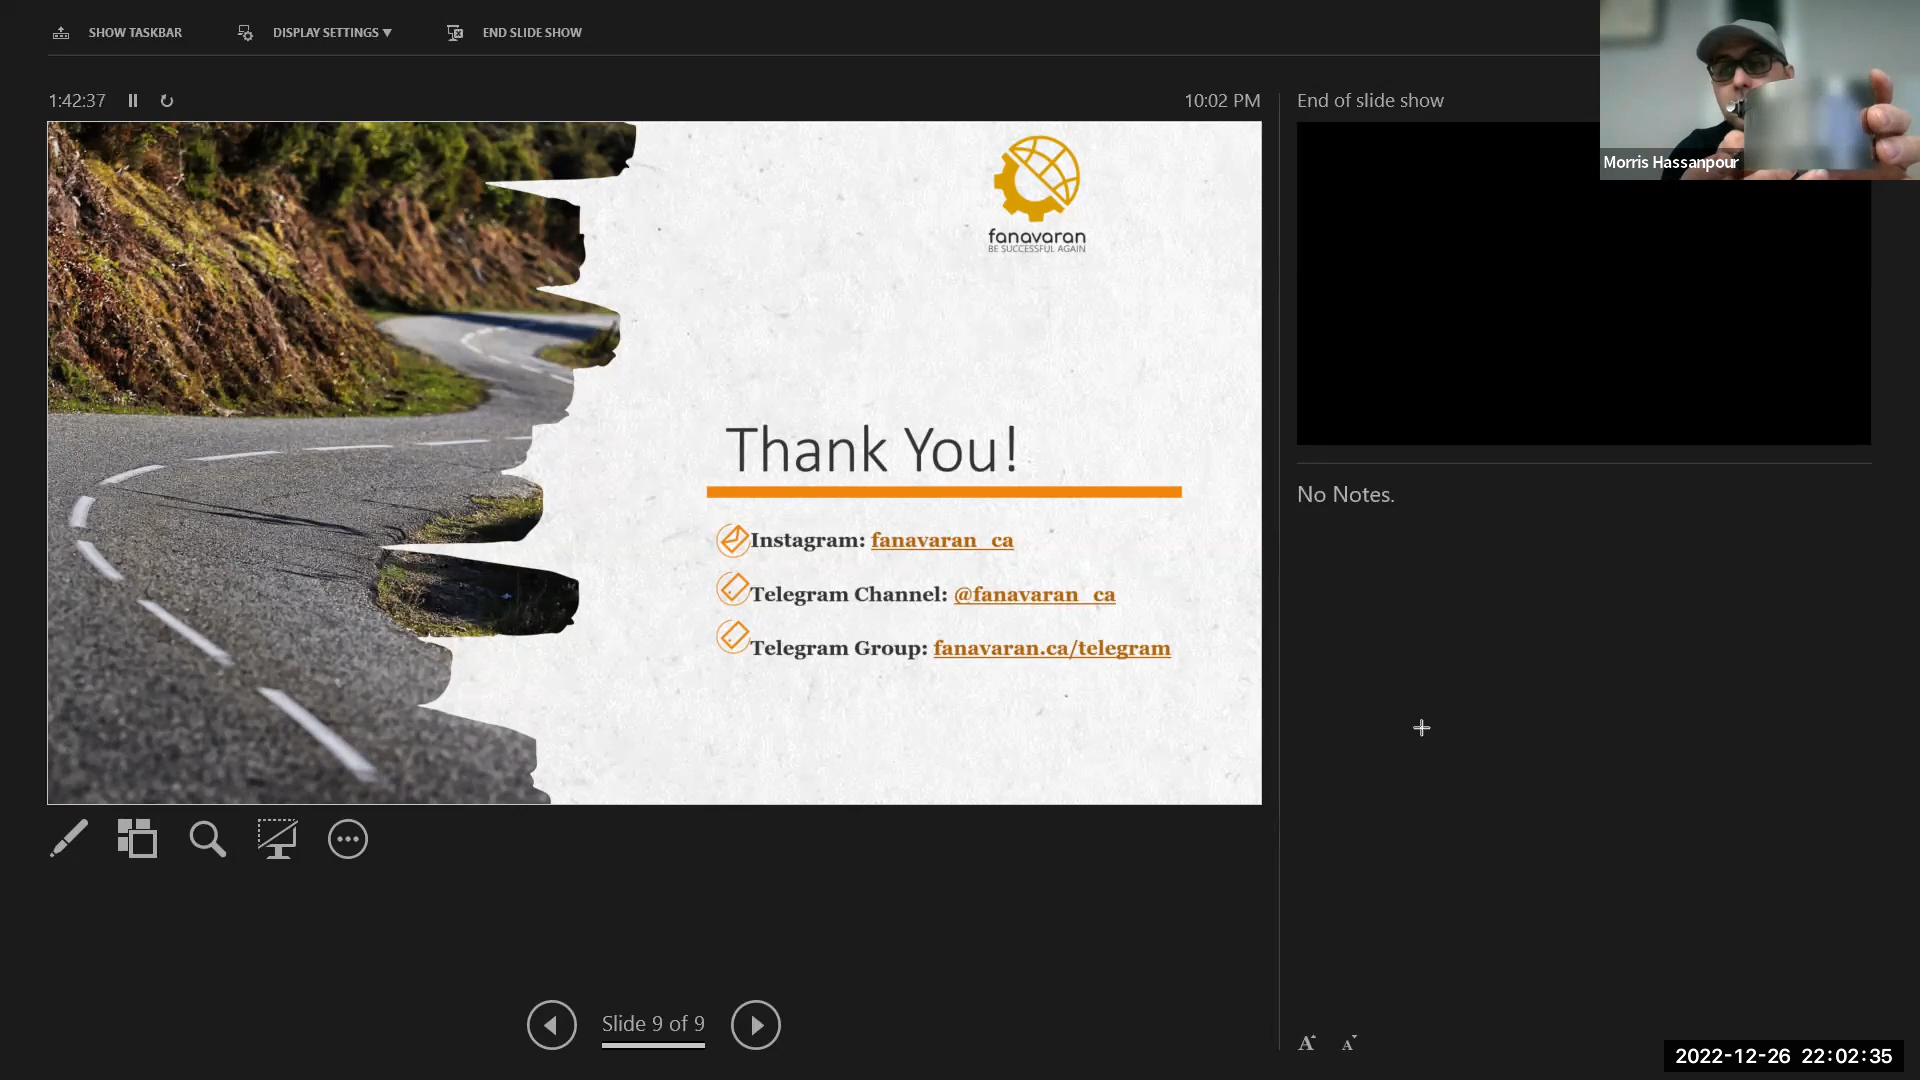 SHOW TASKBAR
DISPLAY SETTINGS ▼
END SLIDE SHOW
1:42:37
10:02 PM
End of slide show
Morris Hassanpour
fanavaran
BE SUCCESSFUL AGAIN
Thank You!
Instagram: fanavaran_ca
Telegram Channel: @fanavaran_ca
Telegram Group: fanavaran.ca/telegram
No Notes.
Slide 9 of 9
A A
2022-12-26 22:02:35